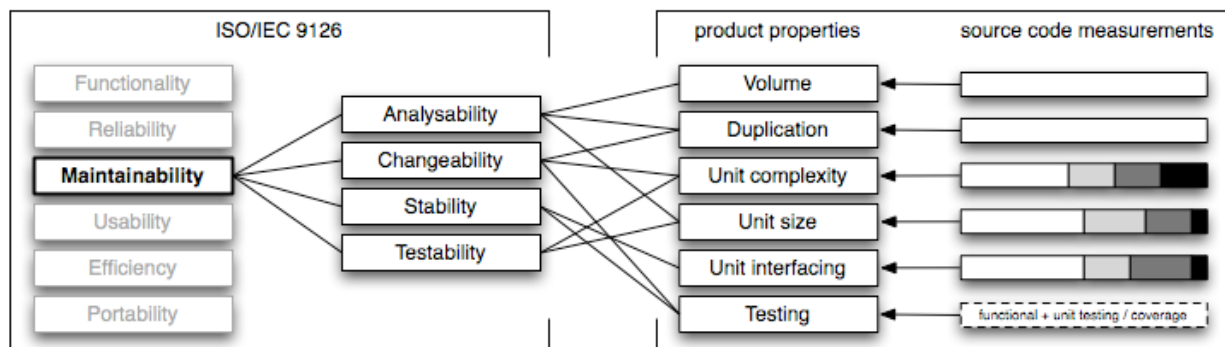 ISO/IEC 9126
product properties
source code measurements
Functionality
Reliability
Maintainability
Usability
Efficiency
Portability
Analysability
Changeability
Stability
Testability
Volume
Duplication
Unit complexity
Unit size
Unit interfacing
Testing
functional + unit testing / coverage